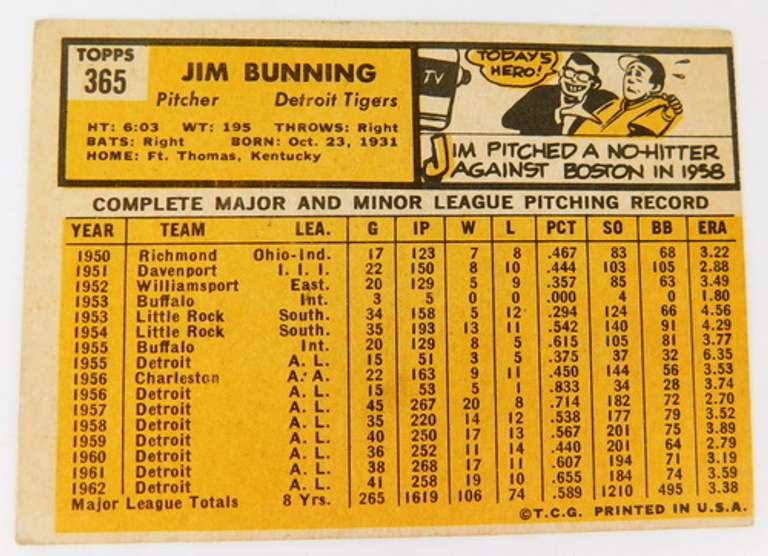 TOPPS
365
JIM BUNNING
Pitcher Detroit Tigers
HT: 6:03 WT: 195 THROWS: Right
BATS: Right BORN: Oct. 23, 1931
HOME: Ft. Thomas, Kentucky
TV
TODAY'S
HERO!
JIM PITCHED A NO-HITTER
AGAINST BOSTON IN 1958
COMPLETE MAJOR AND MINOR LEAGUE PITCHING RECORD
YEAR TEAM LEA. G IP W L PCT SO BB ERA
1950 Richmond Ohio-Ind. 17 123 7 8 .467 83 68 3.22
1951 Davenport I. I. I. 22 150 8 10 .444 103 105 2.88
1952 Williamsport East. 20 129 5 9 .357 85 63 3.49
1953 Buffalo Int. 3 5 0 0 .000 4 0 1.80
1953 Little Rock South. 34 158 5 12 .294 124 66 4.56
1954 Little Rock South. 35 193 13 11 .542 140 91 4.29
1955 Buffalo Int. 20 129 8 5 .615 105 81 3.77
1955 Detroit A. L. 15 51 3 5 .375 37 32 6.35
1956 Charleston A. A. 22 163 9 11 .450 144 56 3.53
1956 Detroit A. L. 15 53 5 1 .833 34 28 3.74
1957 Detroit A. L. 45 267 20 8 .714 182 72 2.70
1958 Detroit A. L. 35 220 14 12 .538 177 79 3.52
1959 Detroit A. L. 40 250 17 13 .567 201 75 3.89
1960 Detroit A. L. 36 252 11 14 .440 201 64 2.79
1961 Detroit A. L. 38 268 17 11 .607 194 71 3.19
1962 Detroit A. L. 41 258 19 10 .655 184 74 3.59
Major League Totals 8 Yrs. 265 1619 106 74 .589 1210 495 3.38
©T.C.G. PRINTED IN U.S.A.